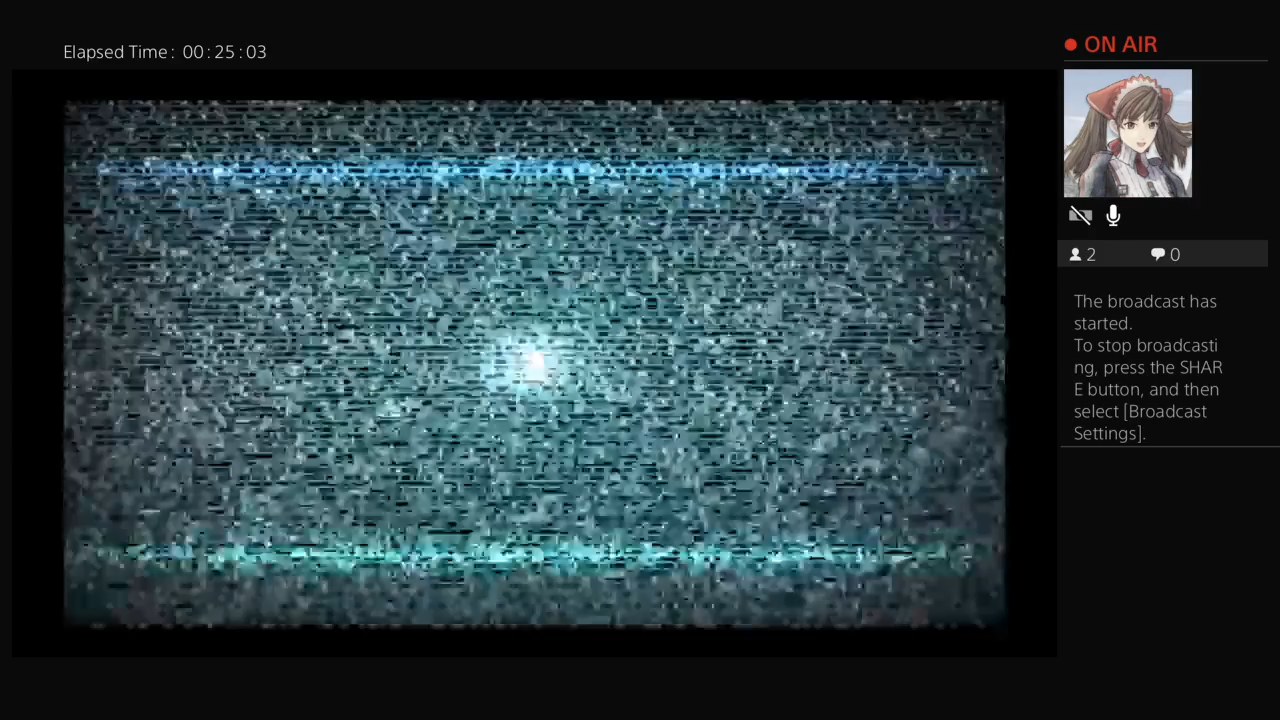 Elapsed Time: 00:25:03
ON AIR
2 0
The broadcast has
started.
To stop broadcasti
ng, press the SHAR
E button, and then
select [Broadcast
Settings].